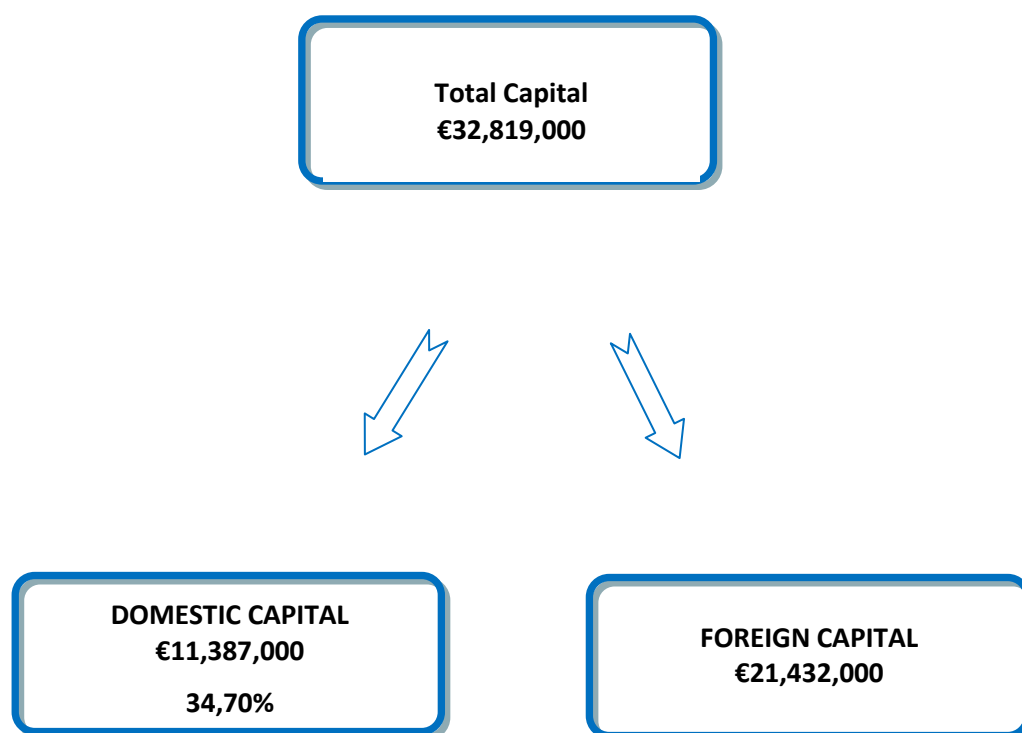 Total Capital
€32,819,000
DOMESTIC CAPITAL
€11,387,000
34,70%
FOREIGN CAPITAL
€21,432,000